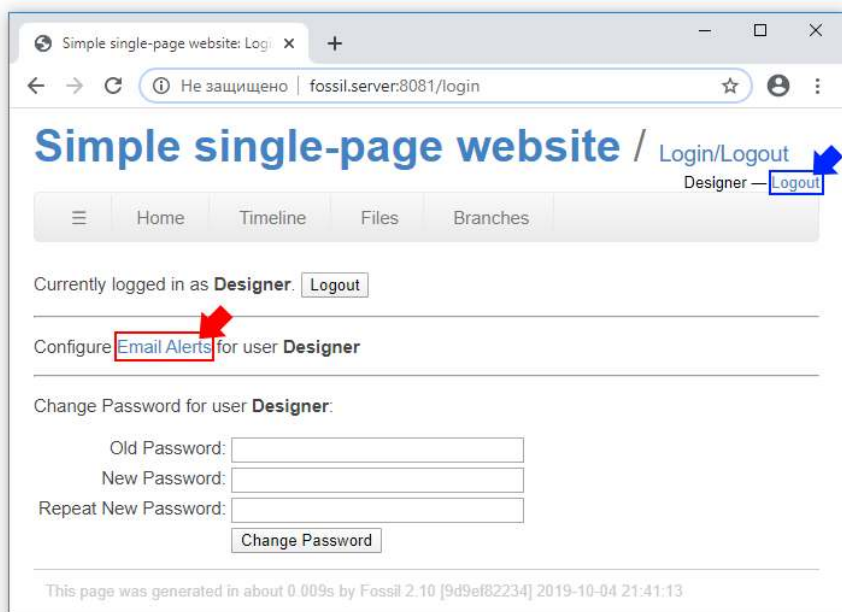 Simple single-page website: Logi
Не защищено | fossil.server:8081/login
Simple single-page website / Login/Logout
Designer — Logout
☰ Home Timeline Files Branches
Currently logged in as Designer. Logout
Configure Email Alerts for user Designer
Change Password for user Designer:
Old Password:
New Password:
Repeat New Password:
Change Password
This page was generated in about 0.009s by Fossil 2.10 [9d9ef82234] 2019-10-04 21:41:13